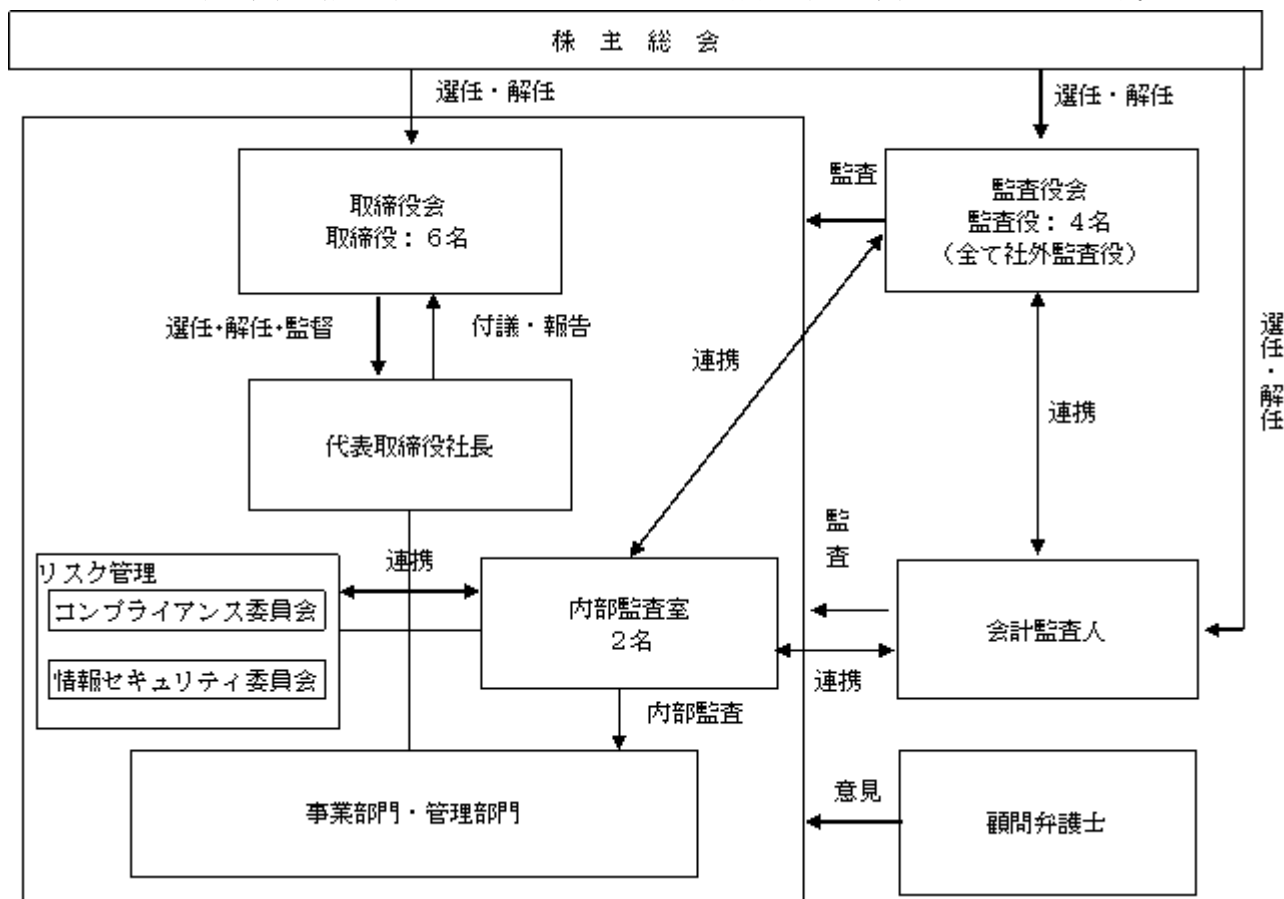 株主総会
選任・解任
選任・解任
取締役会
取締役：６名
監査
監査役会
監査役：４名
（全て社外監査役）
選任・解任・監督
付議・報告
連携
選任・解任
連携
代表取締役社長
監査
リスク管理
コンプライアンス委員会
情報セキュリティ委員会
連携
内部監査室
２名
会計監査人
連携
内部監査
事業部門・管理部門
意見
顧問弁護士